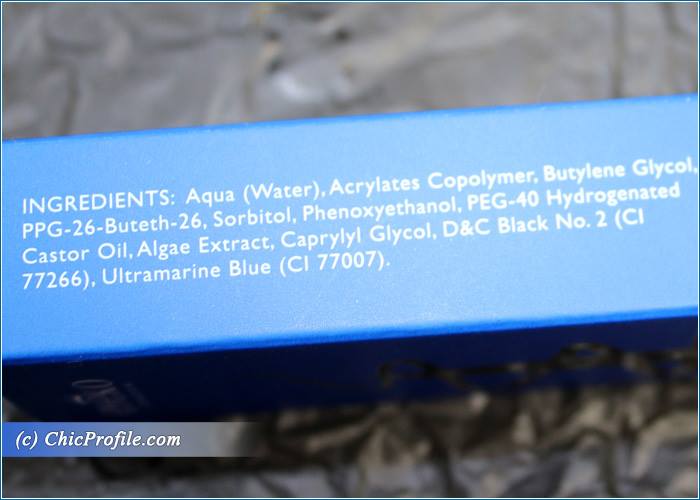 INGREDIENTS: Aqua (Water), Acrylates Copolymer, Butylene Glycol,
PPG-26-Buteth-26, Sorbitol, Phenoxyethanol, PEG-40 Hydrogenated
Castor Oil, Algae Extract, Caprylyl Glycol, D&C Black No. 2 (CI
77266), Ultramarine Blue (CI 77007).
(c) ChicProfile.com